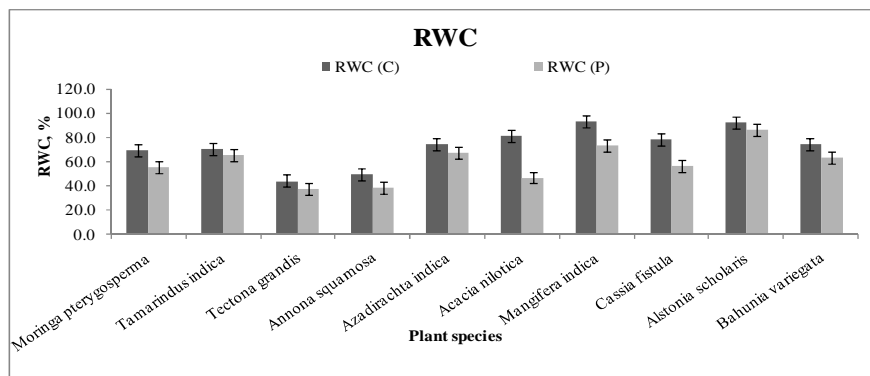 RWC
RWC (C) RWC (P)
RWC, %
120.0
100.0
80.0
60.0
40.0
20.0
0.0
Moringa pterygosperma
Tamarindus indica
Tectona grandis
Annona squamosa
Azadirachta indica
Acacia nilotica
Mangifera indica
Cassia fistula
Alstonia scholaris
Bahunia variegata
Plant species